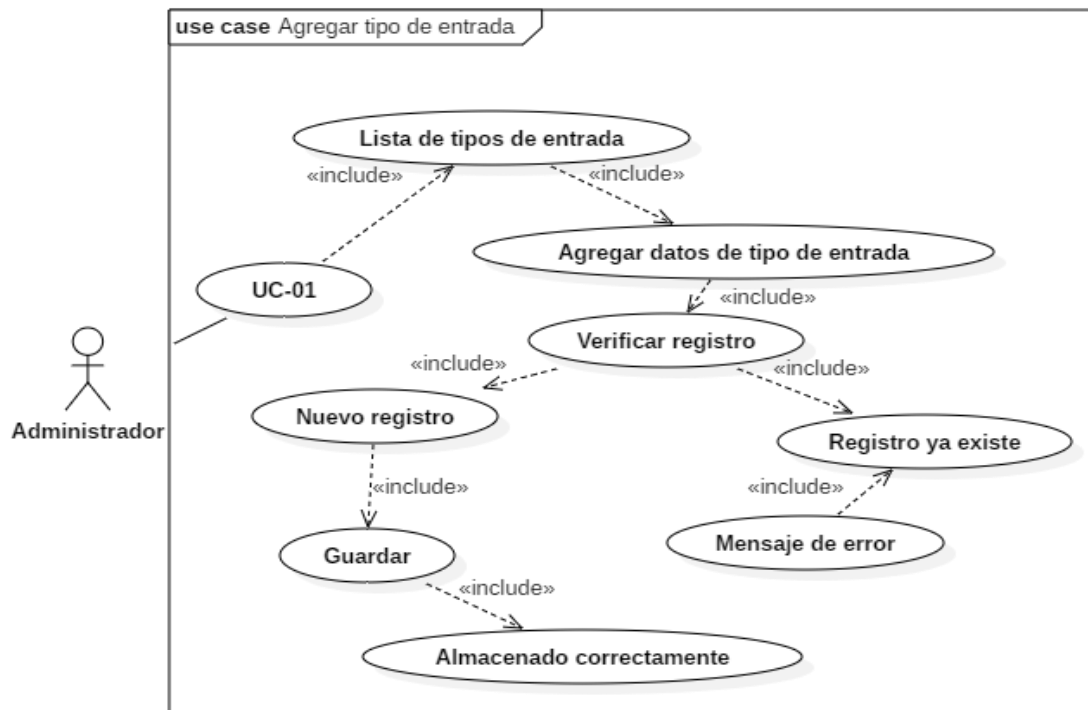 use case Agregar tipo de entrada
Lista de tipos de entrada
«include»
«include»
Agregar datos de tipo de entrada
UC-01
«include»
Verificar registro
«include»
«include»
Nuevo registro
Administrador
Registro ya existe
«include»
«include»
Mensaje de error
Guardar
«include»
Almacenado correctamente